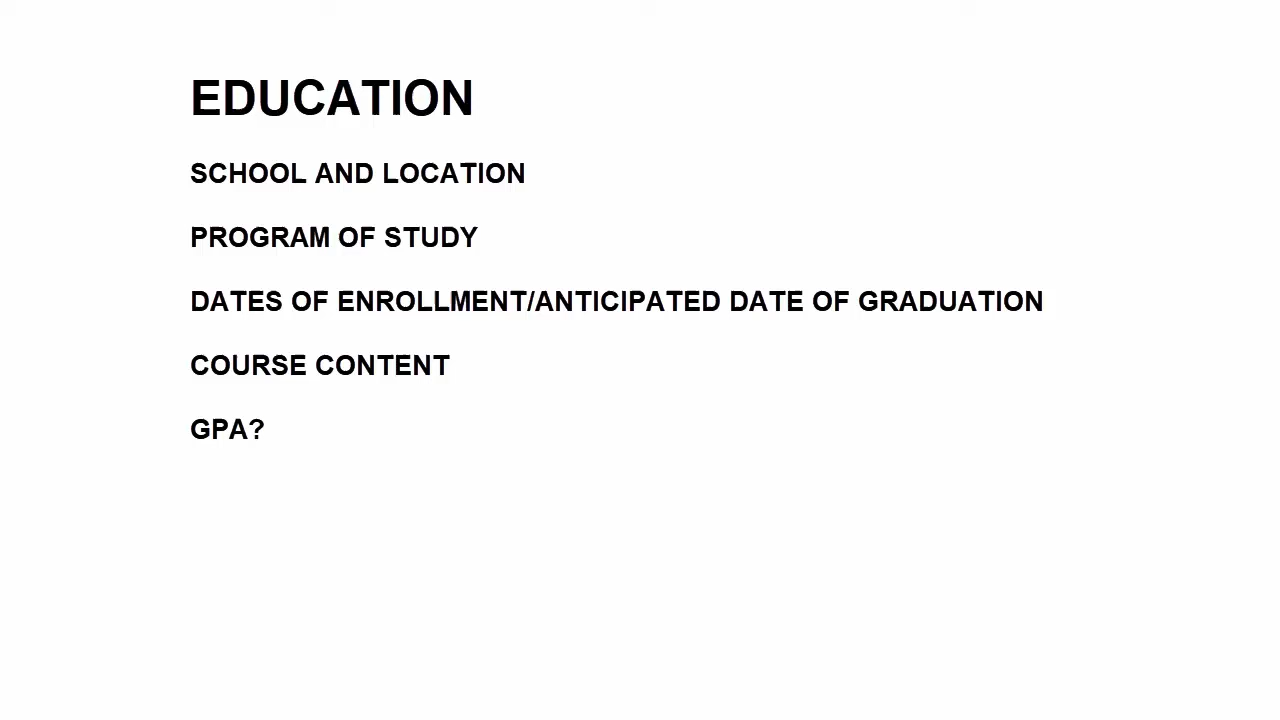 EDUCATION
SCHOOL AND LOCATION
PROGRAM OF STUDY
DATES OF ENROLLMENT/ANTICIPATED DATE OF GRADUATION
COURSE CONTENT
GPA?